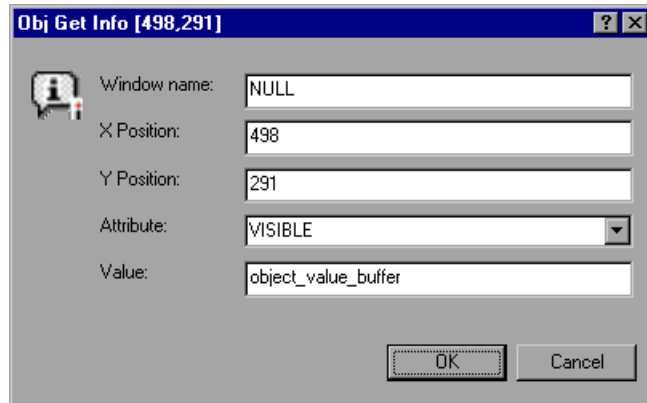 Obj Get Info [498,291]
Window name: NULL
X Position: 498
Y Position: 291
Attribute: VISIBLE
Value: object_value_buffer
OK Cancel